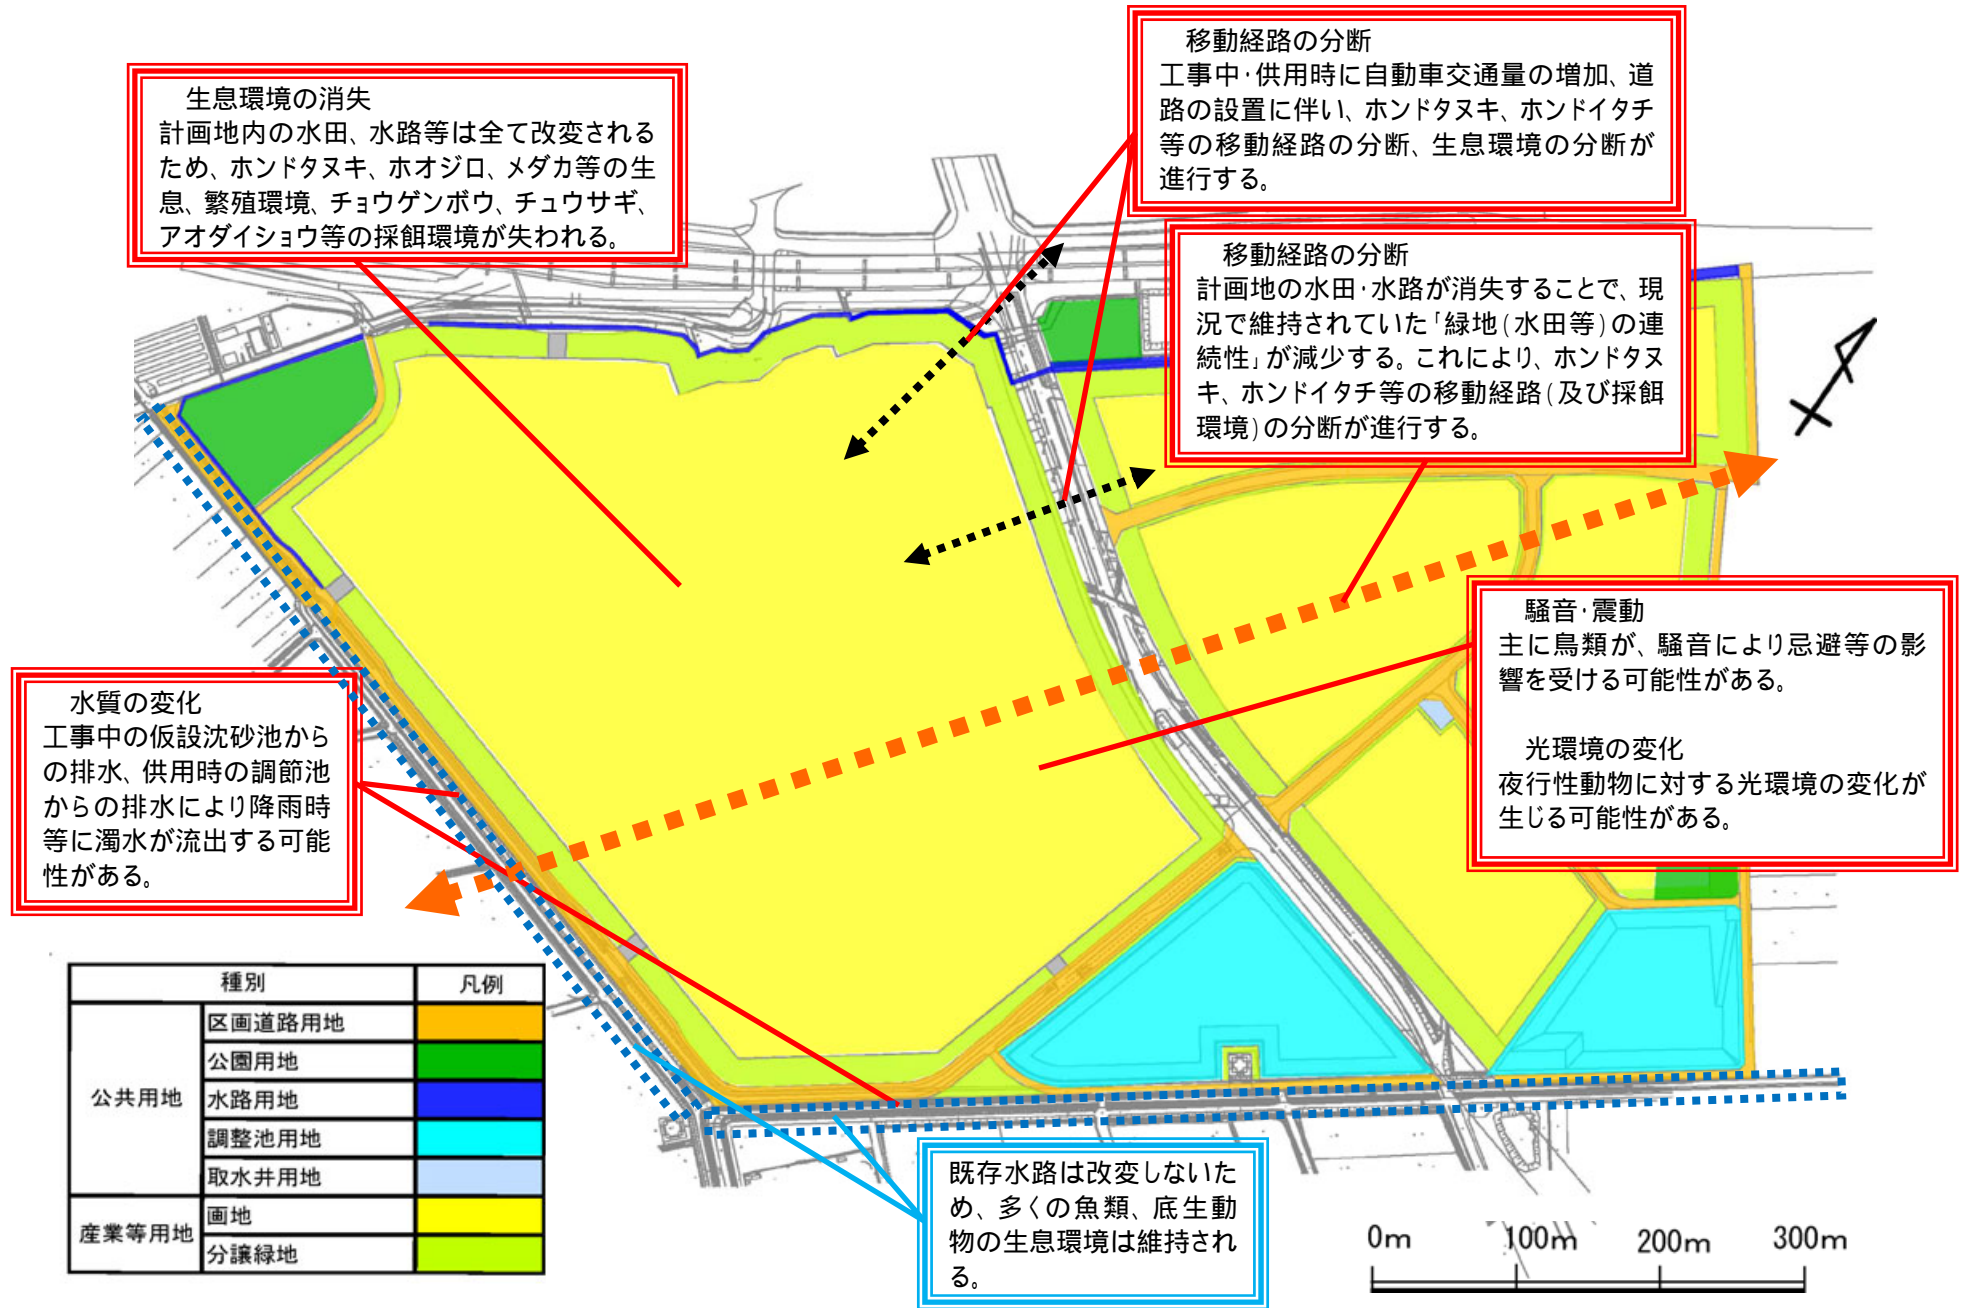 移動経路の分断
工事中・供用時に自動車交通量の増加、道
路の設置に伴い、ホンドタヌキ、ホンドイタチ
等の移動経路の分断、生息環境の分断が
進行する。
生息環境の消失
計画地内の水田、水路等は全て改変される
ため、ホンドタヌキ、ホオジロ、メダカ等の生
息、繁殖環境、チョウゲンボウ、チュウサギ、
アオダイショウ等の採餌環境が失われる。
移動経路の分断
計画地の水田・水路が消失することで、現
況で維持されていた「緑地(水田等)の連
続性」が減少する。これにより、ホンドタヌ
キ、ホンドイタチ等の移動経路(及び採餌
環境)の分断が進行する。
騒音・震動
主に鳥類が、騒音により忌避等の影
響を受ける可能性がある。
光環境の変化
夜行性動物に対する光環境の変化が
生じる可能性がある。
水質の変化
工事中の仮設沈砂池から
の排水、供用時の調節池
からの排水により降雨時
等に濁水が流出する可能
性がある。
種別 凡例
公共用地
区画道路用地
公園用地
水路用地
調整池用地
取水井用地
産業等用地
画地
分譲緑地
既存水路は改変しないた
め、多くの魚類、底生動
物の生息環境は維持され
る。
0m 100m 200m 300m